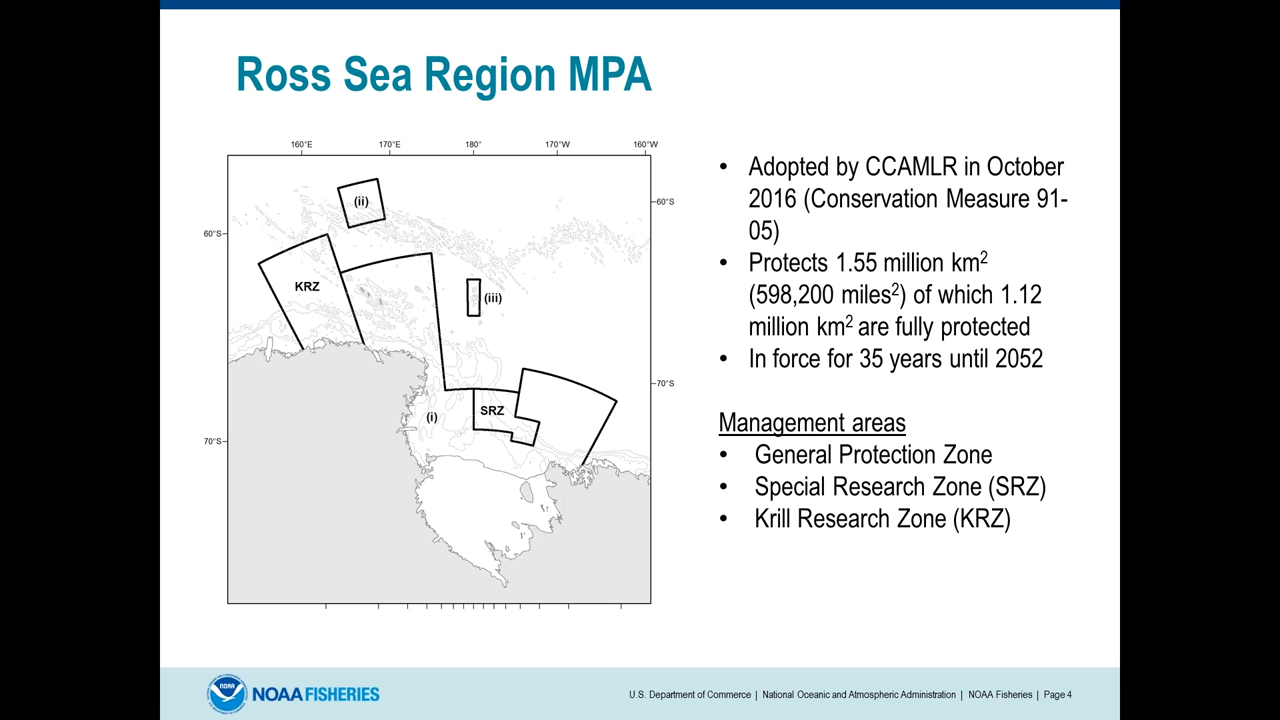 Ross Sea Region MPA
160°E 170°E 180° 170°W 160°W
(ii)
60°S
60°S
KRZ
(iii)
70°S
(i)
SRZ
70°S
• Adopted by CCAMLR in October
2016 (Conservation Measure 91-
05)
• Protects 1.55 million km²
(598,200 miles²) of which 1.12
million km² are fully protected
• In force for 35 years until 2052
Management areas
• General Protection Zone
• Special Research Zone (SRZ)
• Krill Research Zone (KRZ)
NOAA
NOAA FISHERIES
U.S. Department of Commerce | National Oceanic and Atmospheric Administration | NOAA Fisheries | Page 4